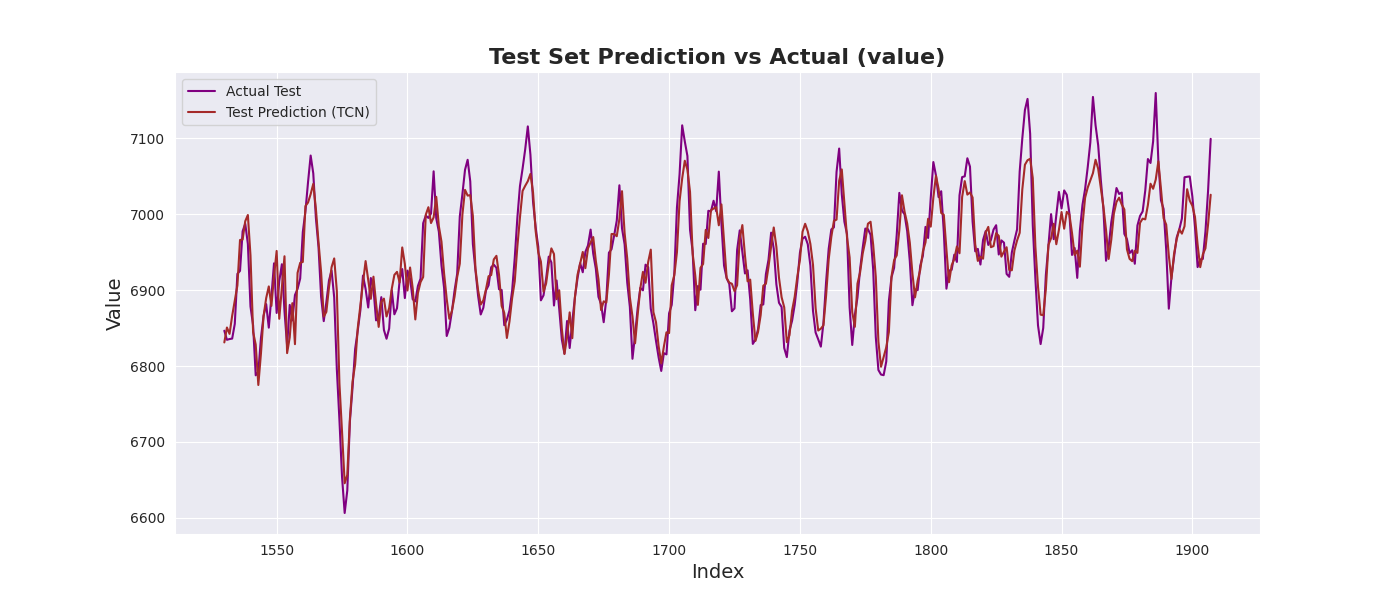 Test Set Prediction vs Actual (value)
Actual Test
Test Prediction (TCN)
Value
7100
7000
6900
6800
6700
6600
1550 1600 1650 1700 1750 1800 1850 1900
Index